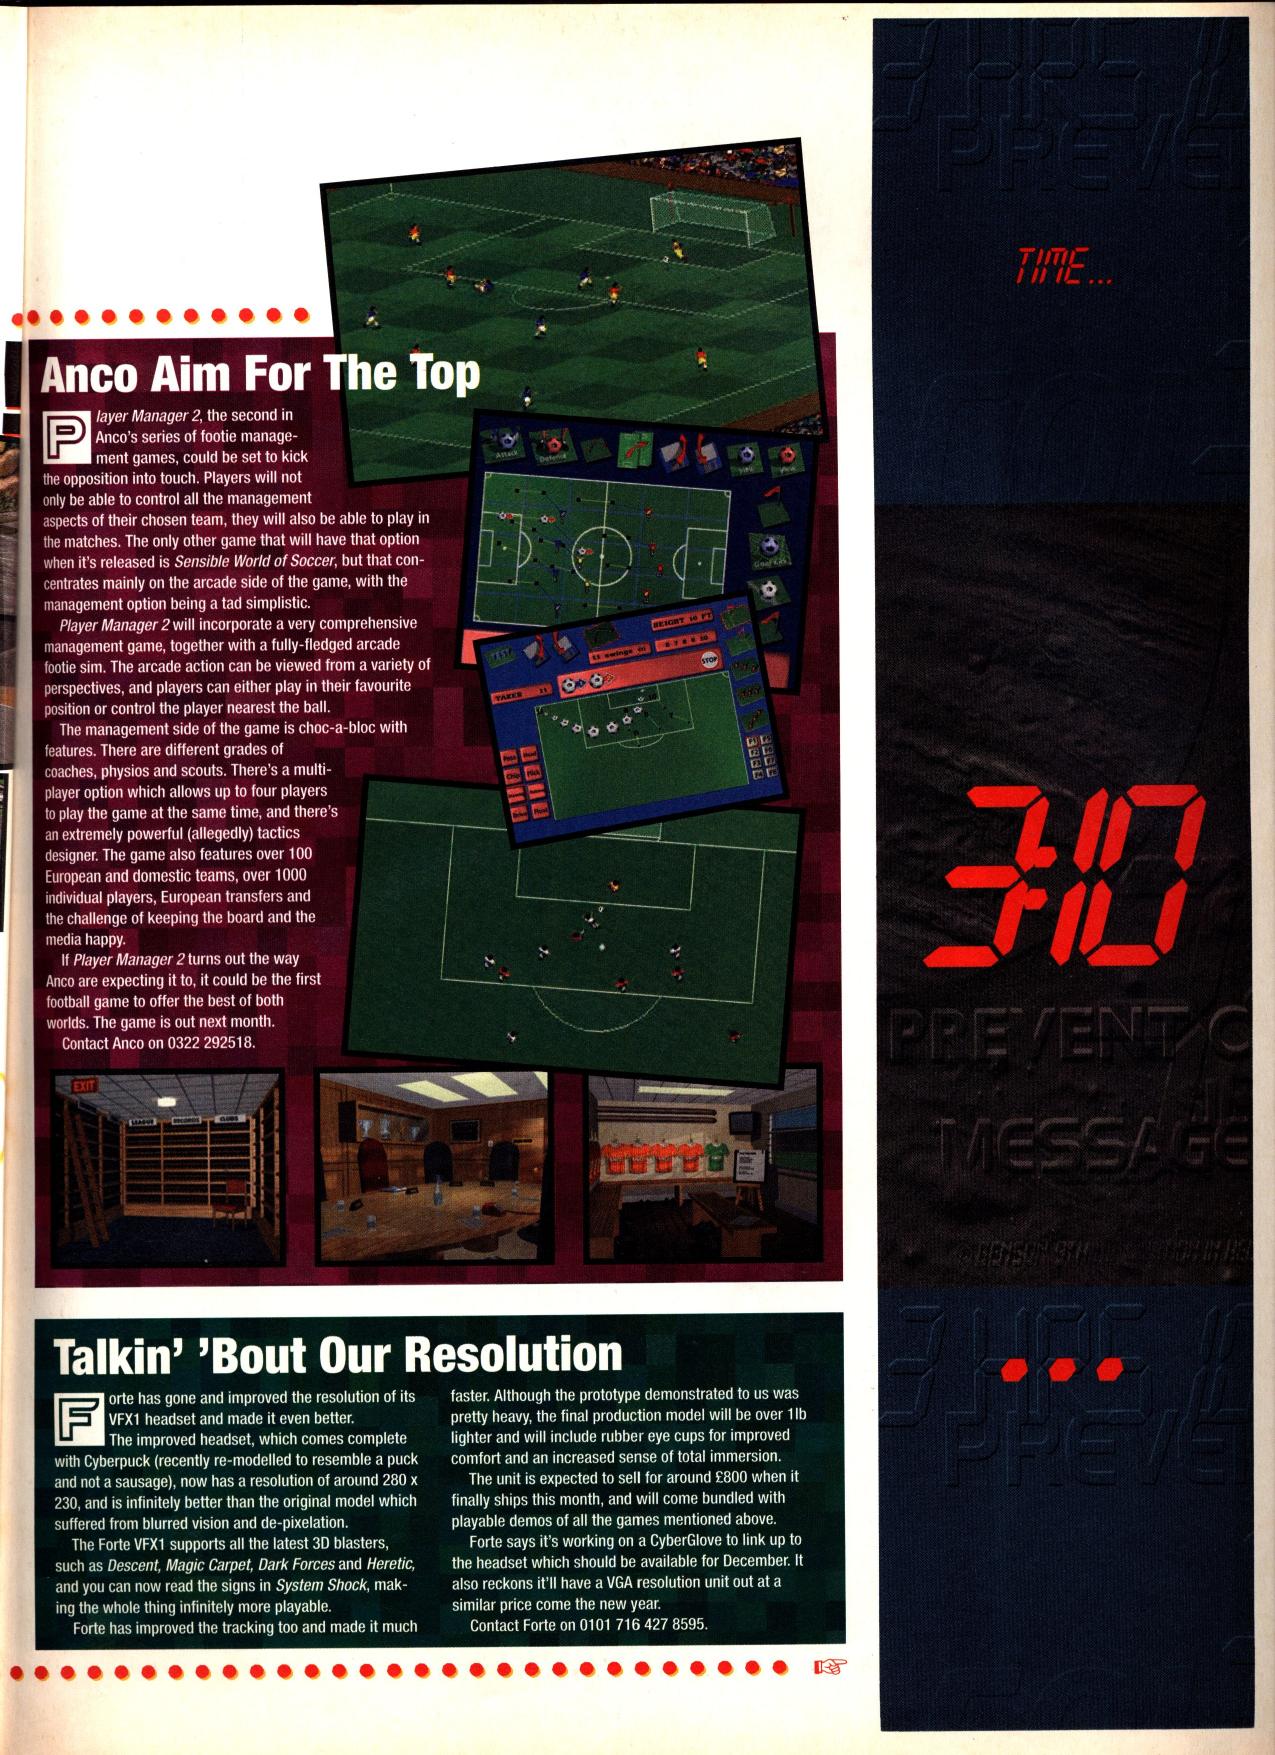 Anco Aim For The Top
Player Manager 2, the second in
Anco's series of footie manage-
ment games, could be set to kick
the opposition into touch. Players will not
only be able to control all the management
aspects of their chosen team, they will also be able to play in
the matches. The only other game that will have that option
when it's released is Sensible World of Soccer, but that con-
centrates mainly on the arcade side of the game, with the
management option being a tad simplistic.
Player Manager 2 will incorporate a very comprehensive
management game, together with a fully-fledged arcade
footie sim. The arcade action can be viewed from a variety of
perspectives, and players can either play in their favourite
position or control the player nearest the ball.
The management side of the game is choc-a-bloc with
features. There are different grades of
coaches, physios and scouts. There's a multi-
player option which allows up to four players
to play the game at the same time, and there's
an extremely powerful (allegedly) tactics
designer. The game also features over 100
European and domestic teams, over 1000
individual players, European transfers and
the challenge of keeping the board and the
media happy.
If Player Manager 2 turns out the way
Anco are expecting it to, it could be the first
football game to offer the best of both
worlds. The game is out next month.
Contact Anco on 0322 292518.
Attack
Defence
Goal Kick
HEIGHT 10 FT
STOP
TAKER 11
EXIT
LEAGUE
RECORDS
CLUBS
Talkin' 'Bout Our Resolution
Forte has gone and improved the resolution of its
VFX1 headset and made it even better.
The improved headset, which comes complete
with Cyberpuck (recently re-modelled to resemble a puck
and not a sausage), now has a resolution of around 280 x
230, and is infinitely better than the original model which
suffered from blurred vision and de-pixelation.
The Forte VFX1 supports all the latest 3D blasters,
such as Descent, Magic Carpet, Dark Forces and Heretic,
and you can now read the signs in System Shock, mak-
ing the whole thing infinitely more playable.
Forte has improved the tracking too and made it much
faster. Although the prototype demonstrated to us was
pretty heavy, the final production model will be over 1lb
lighter and will include rubber eye cups for improved
comfort and an increased sense of total immersion.
The unit is expected to sell for around £800 when it
finally ships this month, and will come bundled with
playable demos of all the games mentioned above.
Forte says it's working on a CyberGlove to link up to
the headset which should be available for December. It
also reckons it'll have a VGA resolution unit out at a
similar price come the new year.
Contact Forte on 0101 716 427 8595.
PREVE
TIME...
3:10
PREVENT
MESSAGE
...
PREVE